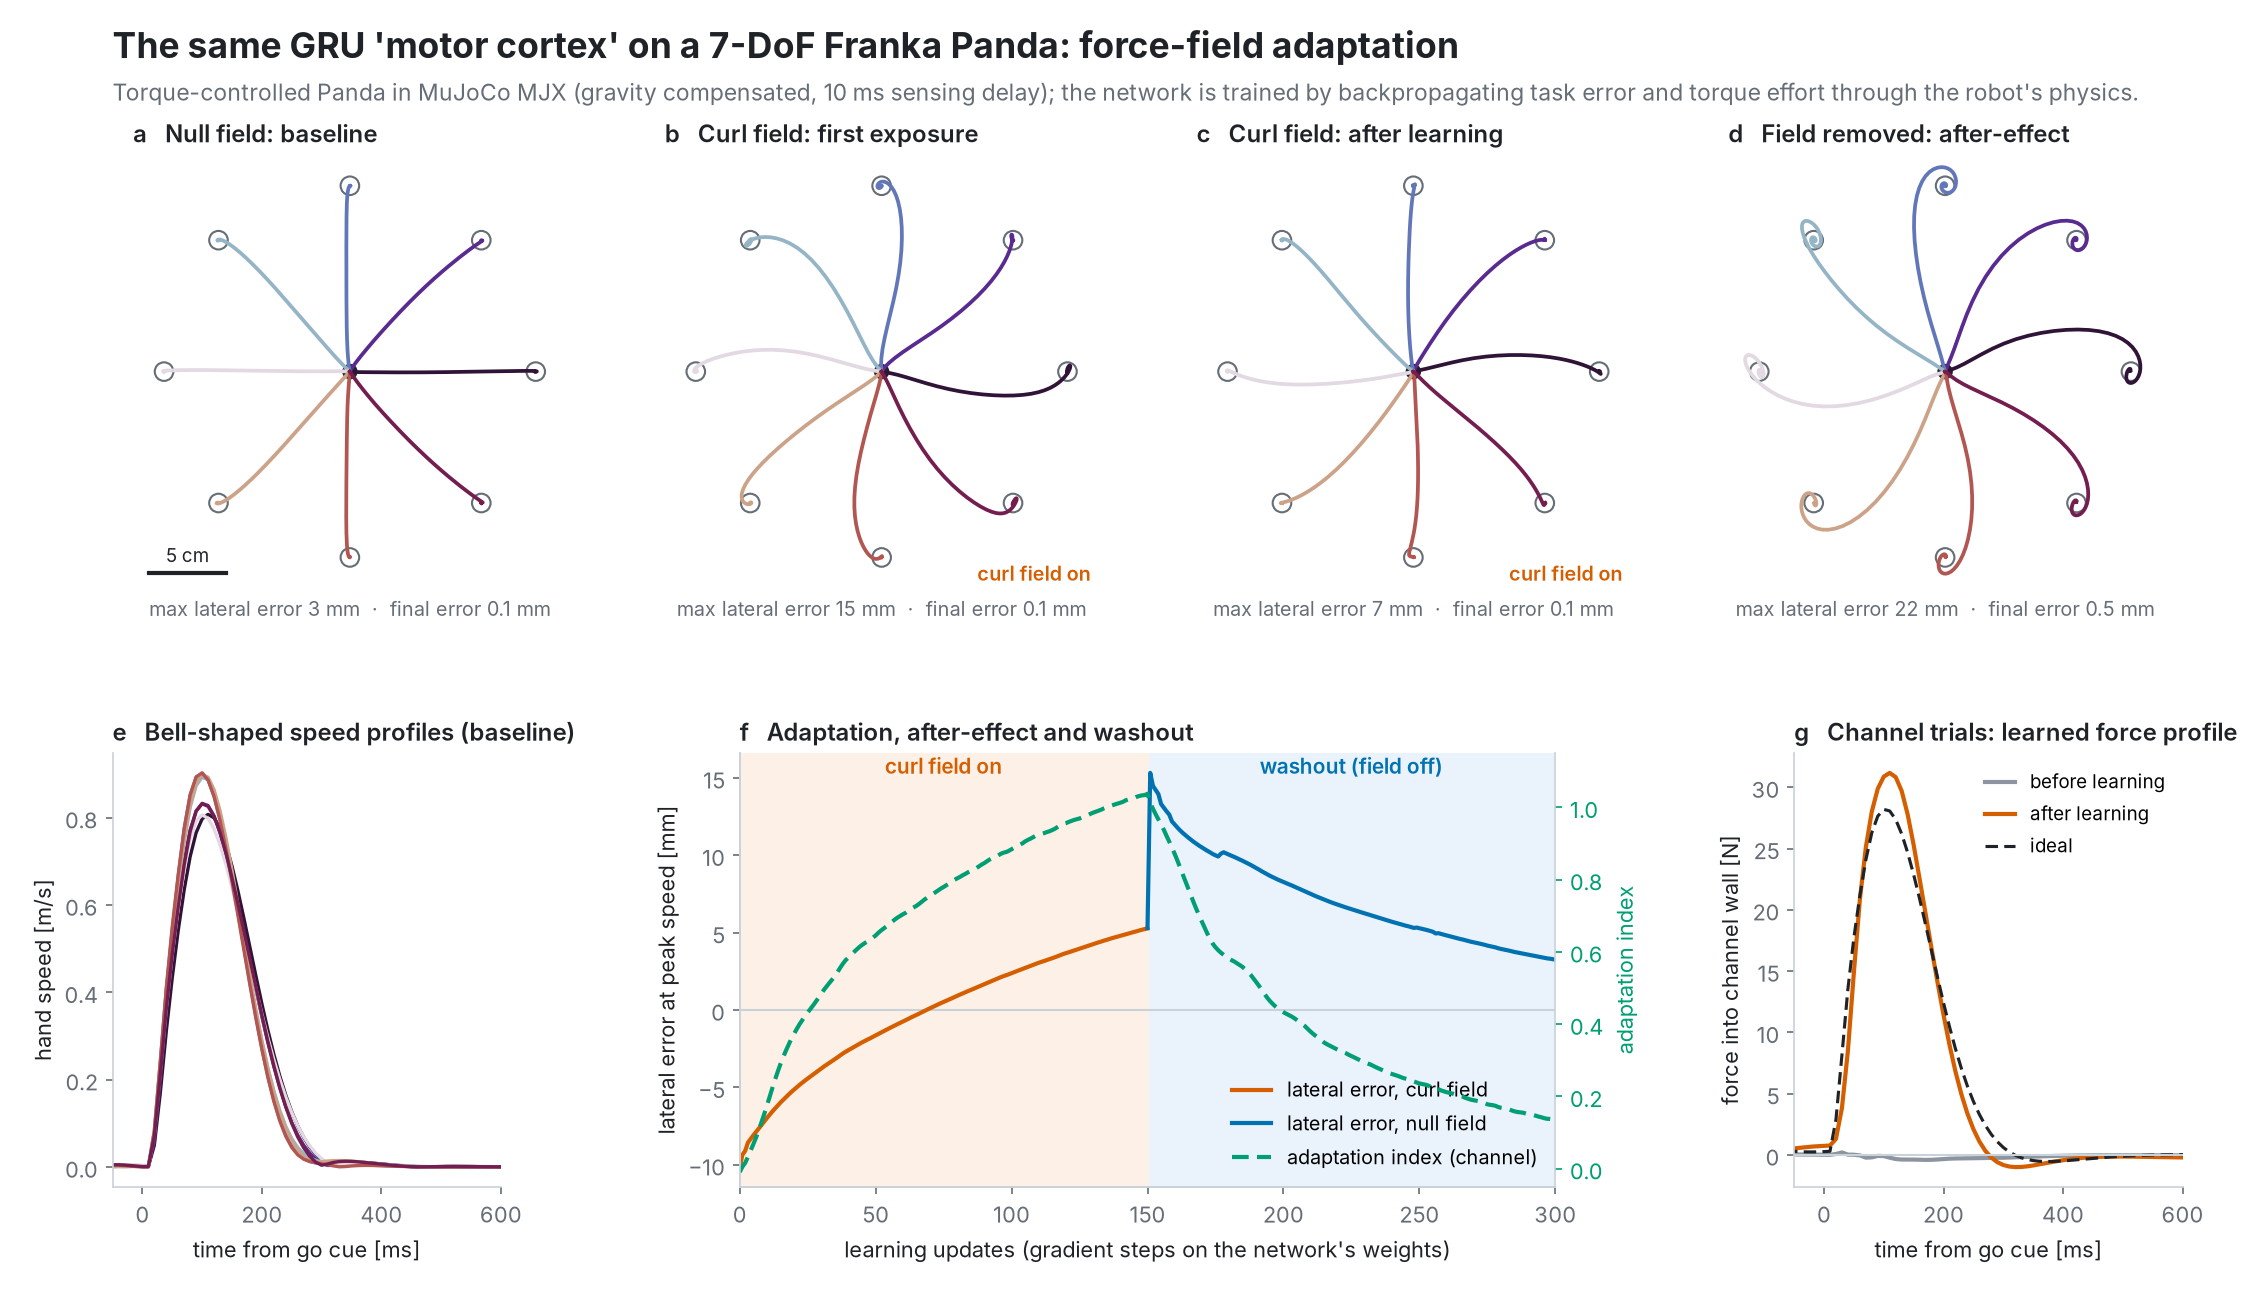 The same GRU 'motor cortex' on a 7-DoF Franka Panda: force-field adaptation
Torque-controlled Panda in MuJoCo MJX (gravity compensated, 10 ms sensing delay); the network is trained by backpropagating task error and torque effort through the robot's physics.
a Null field: baseline
5 cm
max lateral error 3 mm · final error 0.1 mm
b Curl field: first exposure
curl field on
max lateral error 15 mm · final error 0.1 mm
c Curl field: after learning
curl field on
max lateral error 7 mm · final error 0.1 mm
d Field removed: after-effect
max lateral error 22 mm · final error 0.5 mm
e Bell-shaped speed profiles (baseline)
hand speed [m/s]
0.8
0.6
0.4
0.2
0.0
0 200 400 600
time from go cue [ms]
f Adaptation, after-effect and washout
curl field on
washout (field off)
lateral error at peak speed [mm]
15
10
5
0
−5
−10
lateral error, curl field
lateral error, null field
adaptation index (channel)
1.0
0.8
0.6
0.4
0.2
0.0
adaptation index
0 50 100 150 200 250 300
learning updates (gradient steps on the network's weights)
g Channel trials: learned force profile
force into channel wall [N]
30
25
20
15
10
5
0
before learning
after learning
ideal
0 200 400 600
time from go cue [ms]